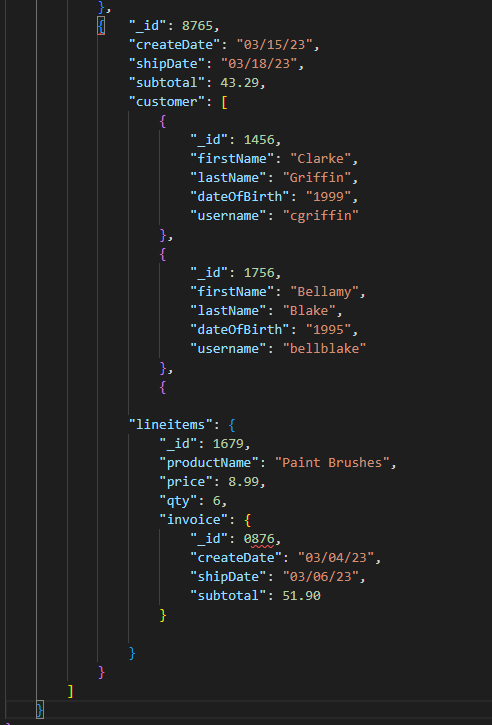 },
{   "_id": 8765,
"createDate": "03/15/23",
"shipDate": "03/18/23",
"subtotal": 43.29,
"customer": [
{
"_id": 1456,
"firstName": "Clarke",
"lastName": "Griffin",
"dateOfBirth": "1999",
"username": "cgriffin"
},
{
"_id": 1756,
"firstName": "Bellamy",
"lastName": "Blake",
"dateOfBirth": "1995",
"username": "bellblake"
},
{
"lineitems": {
"_id": 1679,
"productName": "Paint Brushes",
"price": 8.99,
"qty": 6,
"invoice": {
"_id": 0876,
"createDate": "03/04/23",
"shipDate": "03/06/23",
"subtotal": 51.90
}
}
}
]
}